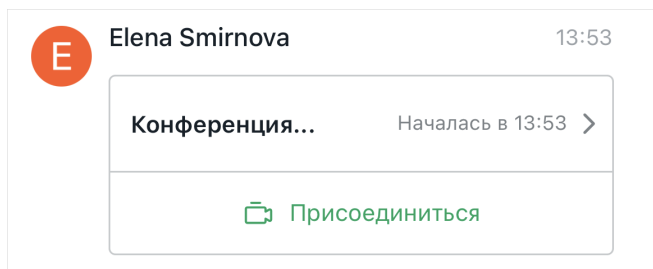 E
Elena Smirnova 13:53
Конференция... Началась в 13:53
Присоединиться